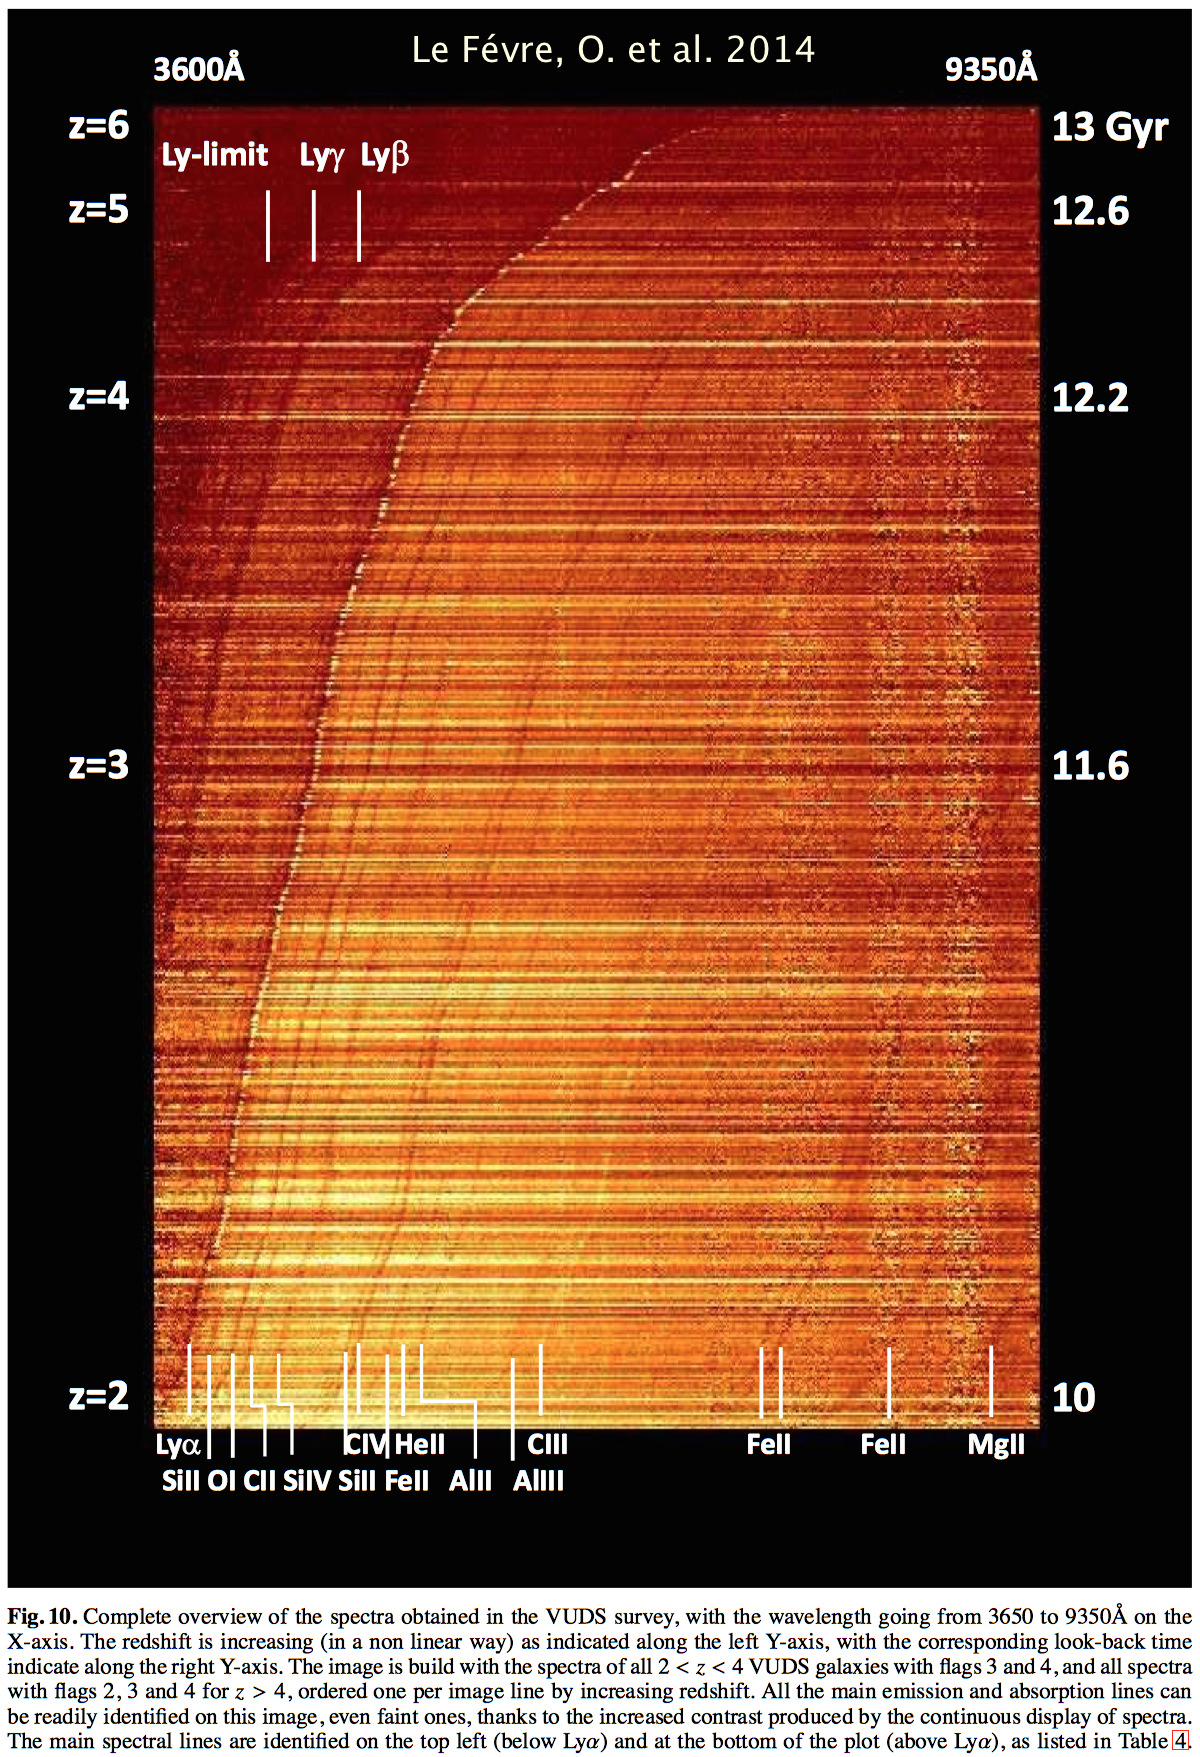 Le Févre, O. et al. 2014
3600Å 9350Å
z=6 13 Gyr
Ly-limit Lyγ Lyβ
z=5 12.6
z=4 12.2
z=3 11.6
z=2 10
Lyα CIV HeII CIII FeII FeII MgII
SiII OI CII SiIV SiII FeII AlII AlIII
Fig. 10. Complete overview of the spectra obtained in the VUDS survey, with the wavelength going from 3650 to 9350Å on the
X-axis. The redshift is increasing (in a non linear way) as indicated along the left Y-axis, with the corresponding look-back time
indicate along the right Y-axis. The image is build with the spectra of all 2 < z < 4 VUDS galaxies with flags 3 and 4, and all spectra
with flags 2, 3 and 4 for z > 4, ordered one per image line by increasing redshift. All the main emission and absorption lines can
be readily identified on this image, even faint ones, thanks to the increased contrast produced by the continuous display of spectra.
The main spectral lines are identified on the top left (below Lyα) and at the bottom of the plot (above Lyα), as listed in Table 4.